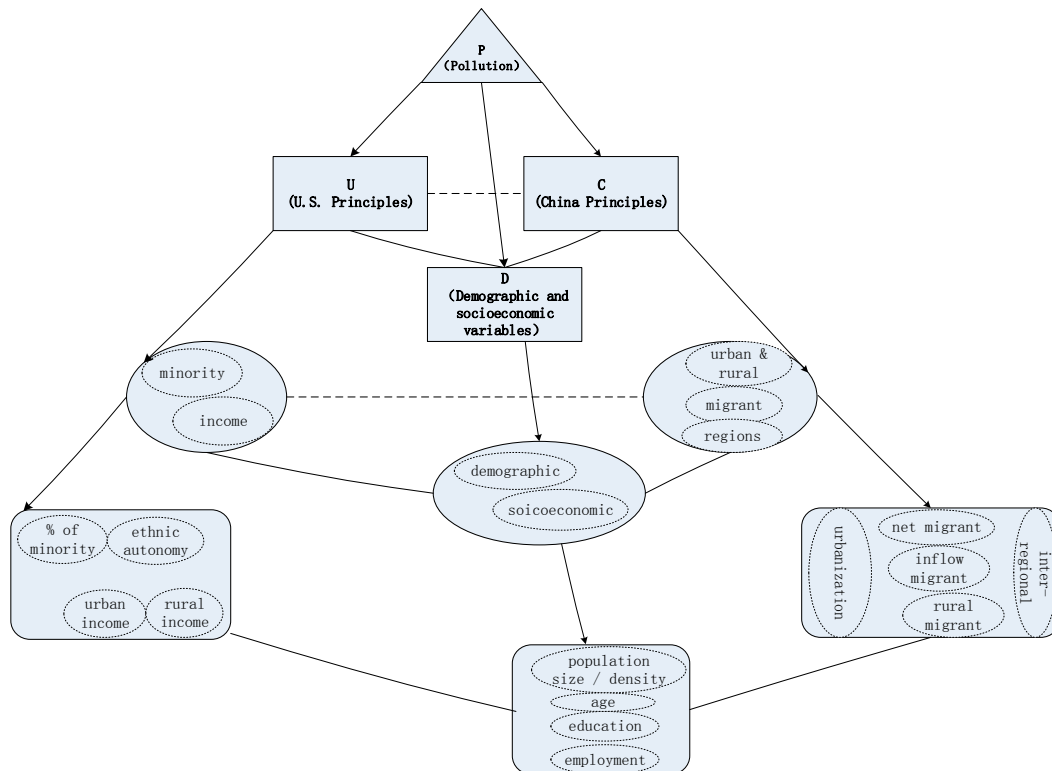 P
(Pollution)
U
(U.S. Principles)
C
(China Principles)
D
(Demographic and
socioeconomic
variables)
minority
income
urban &
rural
migrant
regions
demographic
soicoeconomic
% of
minority
ethnic
autonomy
urban
income
rural
income
urbanization
net migrant
inflow
migrant
rural
migrant
inter-
regional
population
size / density
age
education
employment